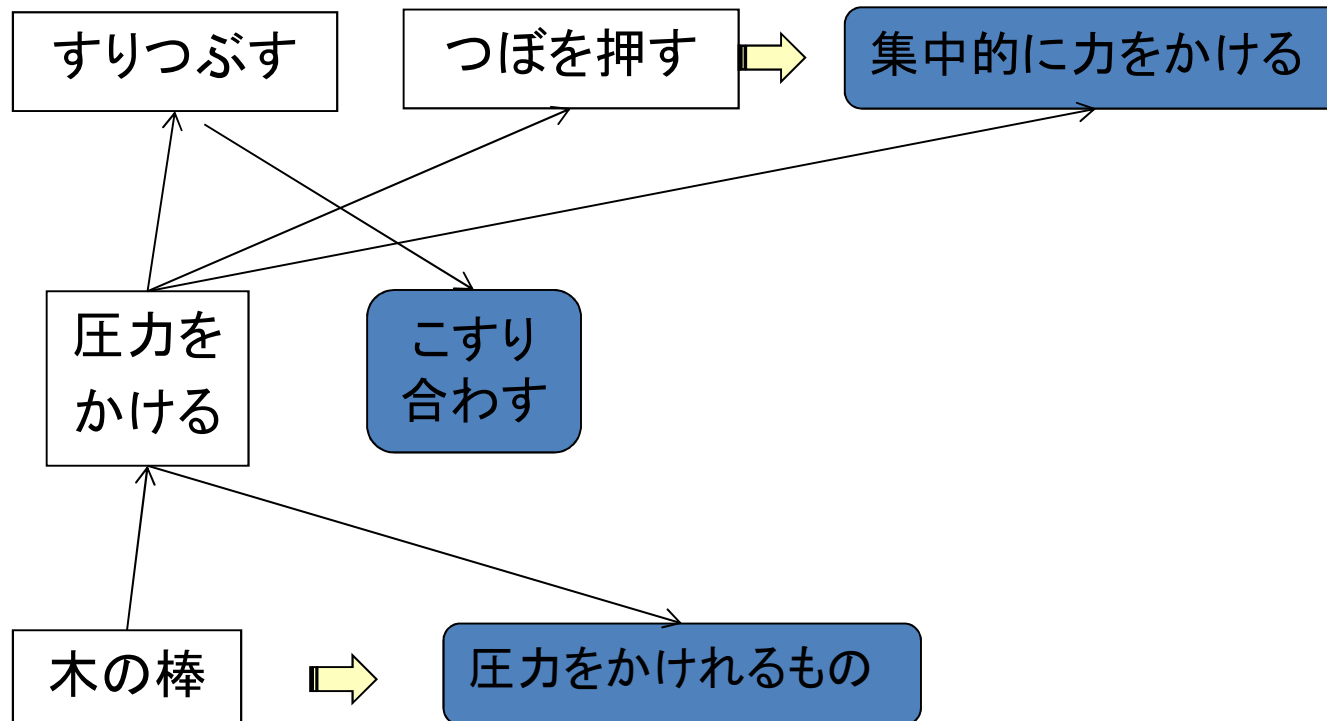 すりつぶす
つぼを押す
集中的に力をかける
圧力を
かける
こすり
合わす
木の棒
圧力をかけれるもの